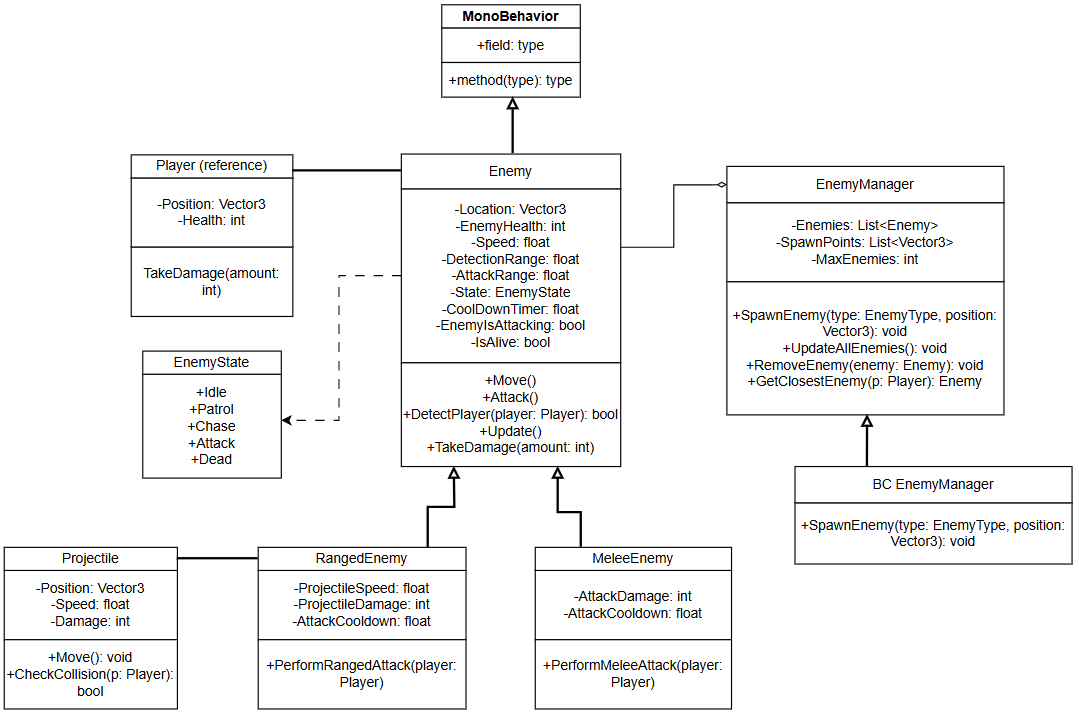 MonoBehavior
+field: type
+method(type): type
Player (reference)
-Position: Vector3
-Health: int
TakeDamage(amount:
int)
Enemy
-Location: Vector3
-EnemyHealth: int
-Speed: float
-DetectionRange: float
-AttackRange: float
-State: EnemyState
-CoolDownTimer: float
-EnemyIsAttacking: bool
-IsAlive: bool
+Move()
+Attack()
+DetectPlayer(player: Player): bool
+Update()
+TakeDamage(amount: int)
EnemyManager
-Enemies: List<Enemy>
-SpawnPoints: List<Vector3>
-MaxEnemies: int
+SpawnEnemy(type: EnemyType, position:
Vector3): void
+UpdateAllEnemies(): void
+RemoveEnemy(enemy: Enemy): void
+GetClosestEnemy(p: Player): Enemy
EnemyState
+Idle
+Patrol
+Chase
+Attack
+Dead
BC EnemyManager
+SpawnEnemy(type: EnemyType, position:
Vector3): void
Projectile
-Position: Vector3
-Speed: float
-Damage: int
+Move(): void
+CheckCollision(p: Player):
bool
RangedEnemy
-ProjectileSpeed: float
-ProjectileDamage: int
-AttackCooldown: float
+PerformRangedAttack(player:
Player)
MeleeEnemy
-AttackDamage: int
-AttackCooldown: float
+PerformMeleeAttack(player:
Player)